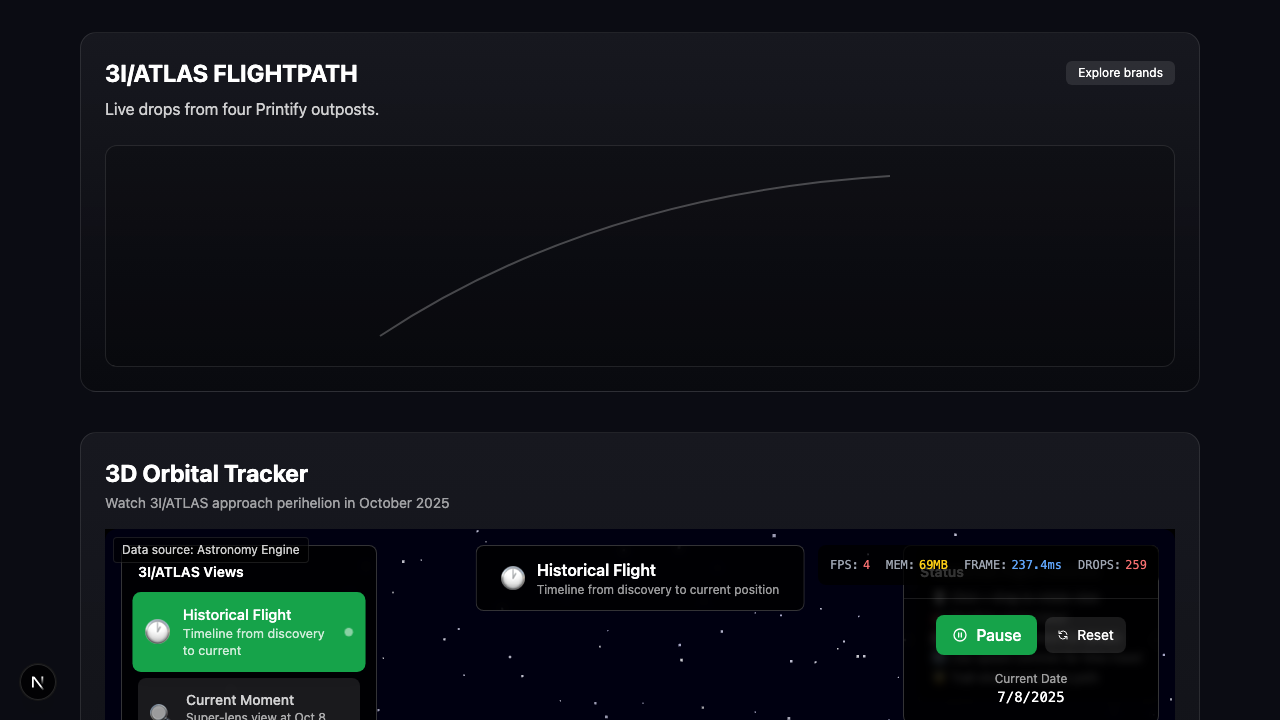 3I/ATLAS FLIGHTPATH
Explore brands
Live drops from four Printify outposts.
3D Orbital Tracker
Watch 3I/ATLAS approach perihelion in October 2025
Data source: Astronomy Engine
3I/ATLAS Views
Historical Flight
Timeline from discovery
to current
Current Moment
Super-lens view at Oct 8
Historical Flight
Timeline from discovery to current position
FPS: 4 MEM: 69MB FRAME: 237.4ms DROPS: 259
Status
Pause
Reset
Current Date
7/8/2025
N